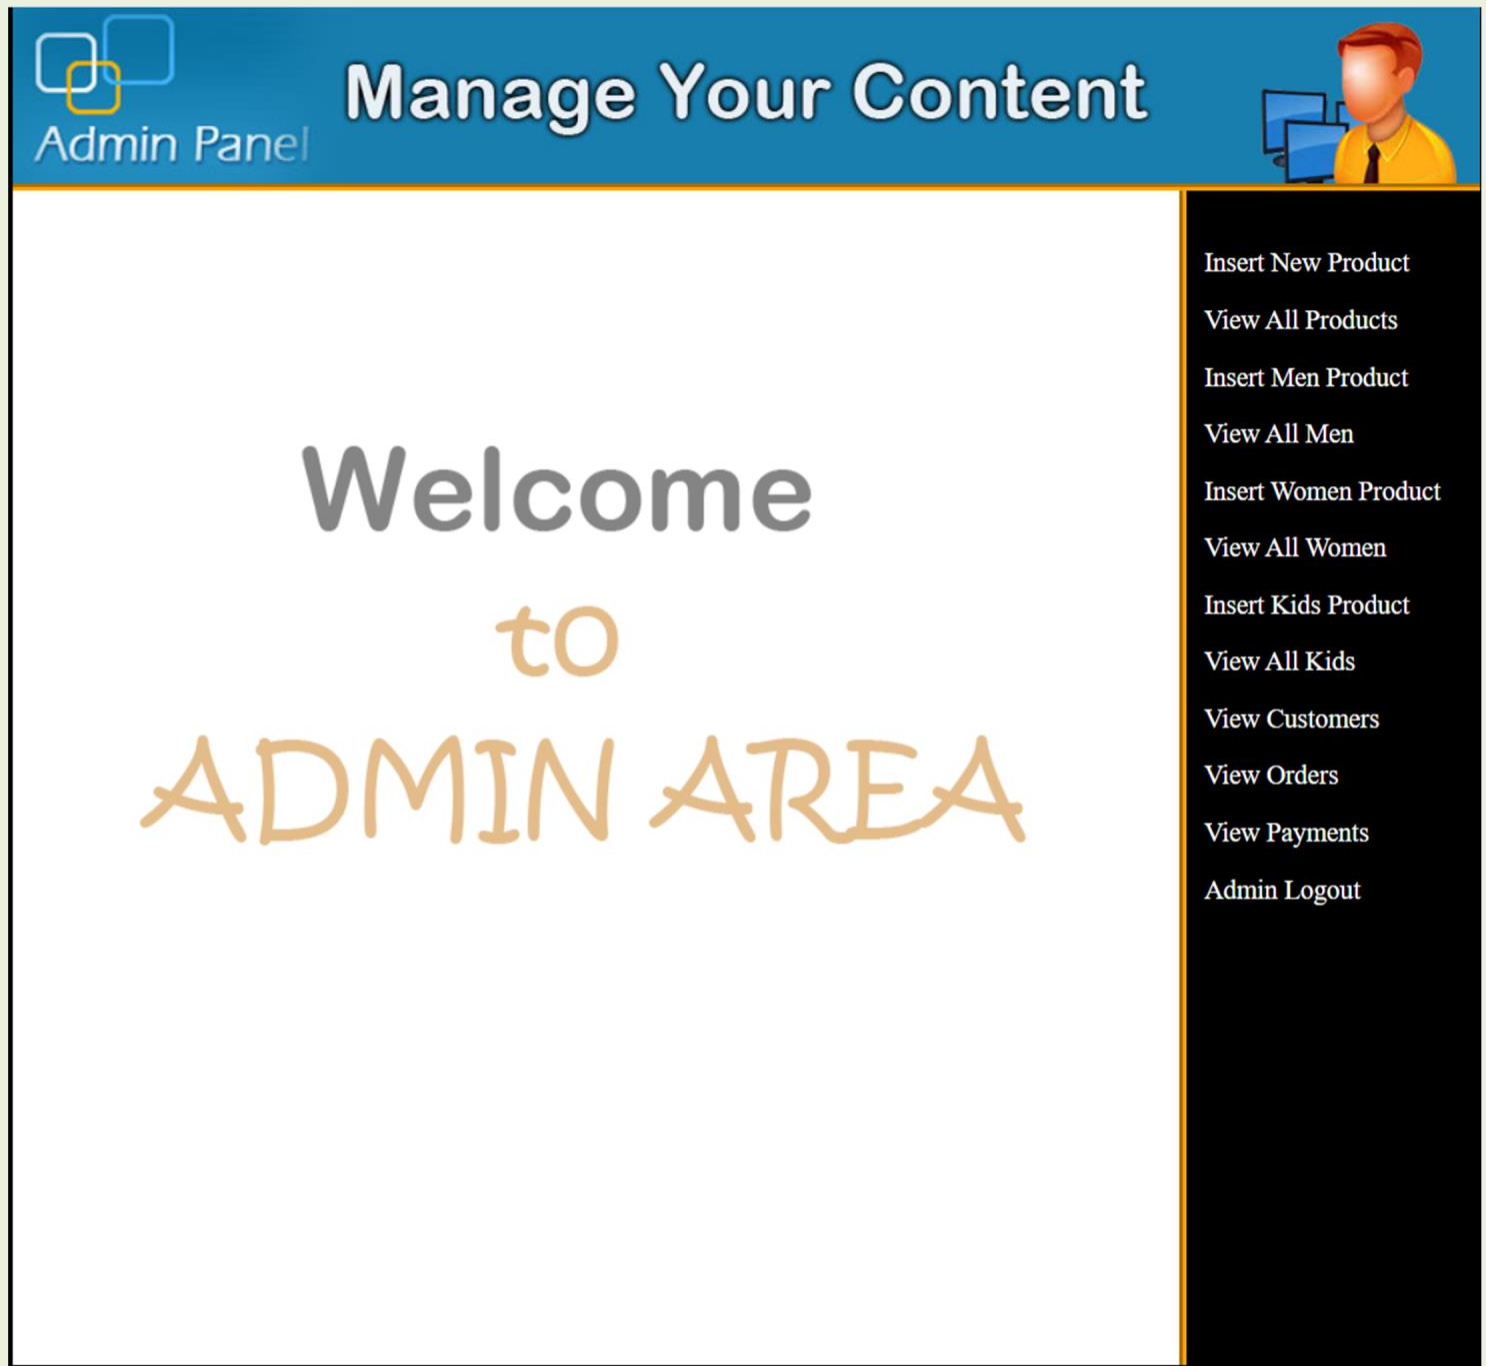 Admin Panel
Manage Your Content
Welcome
to
ADMIN AREA
Insert New Product
View All Products
Insert Men Product
View All Men
Insert Women Product
View All Women
Insert Kids Product
View All Kids
View Customers
View Orders
View Payments
Admin Logout